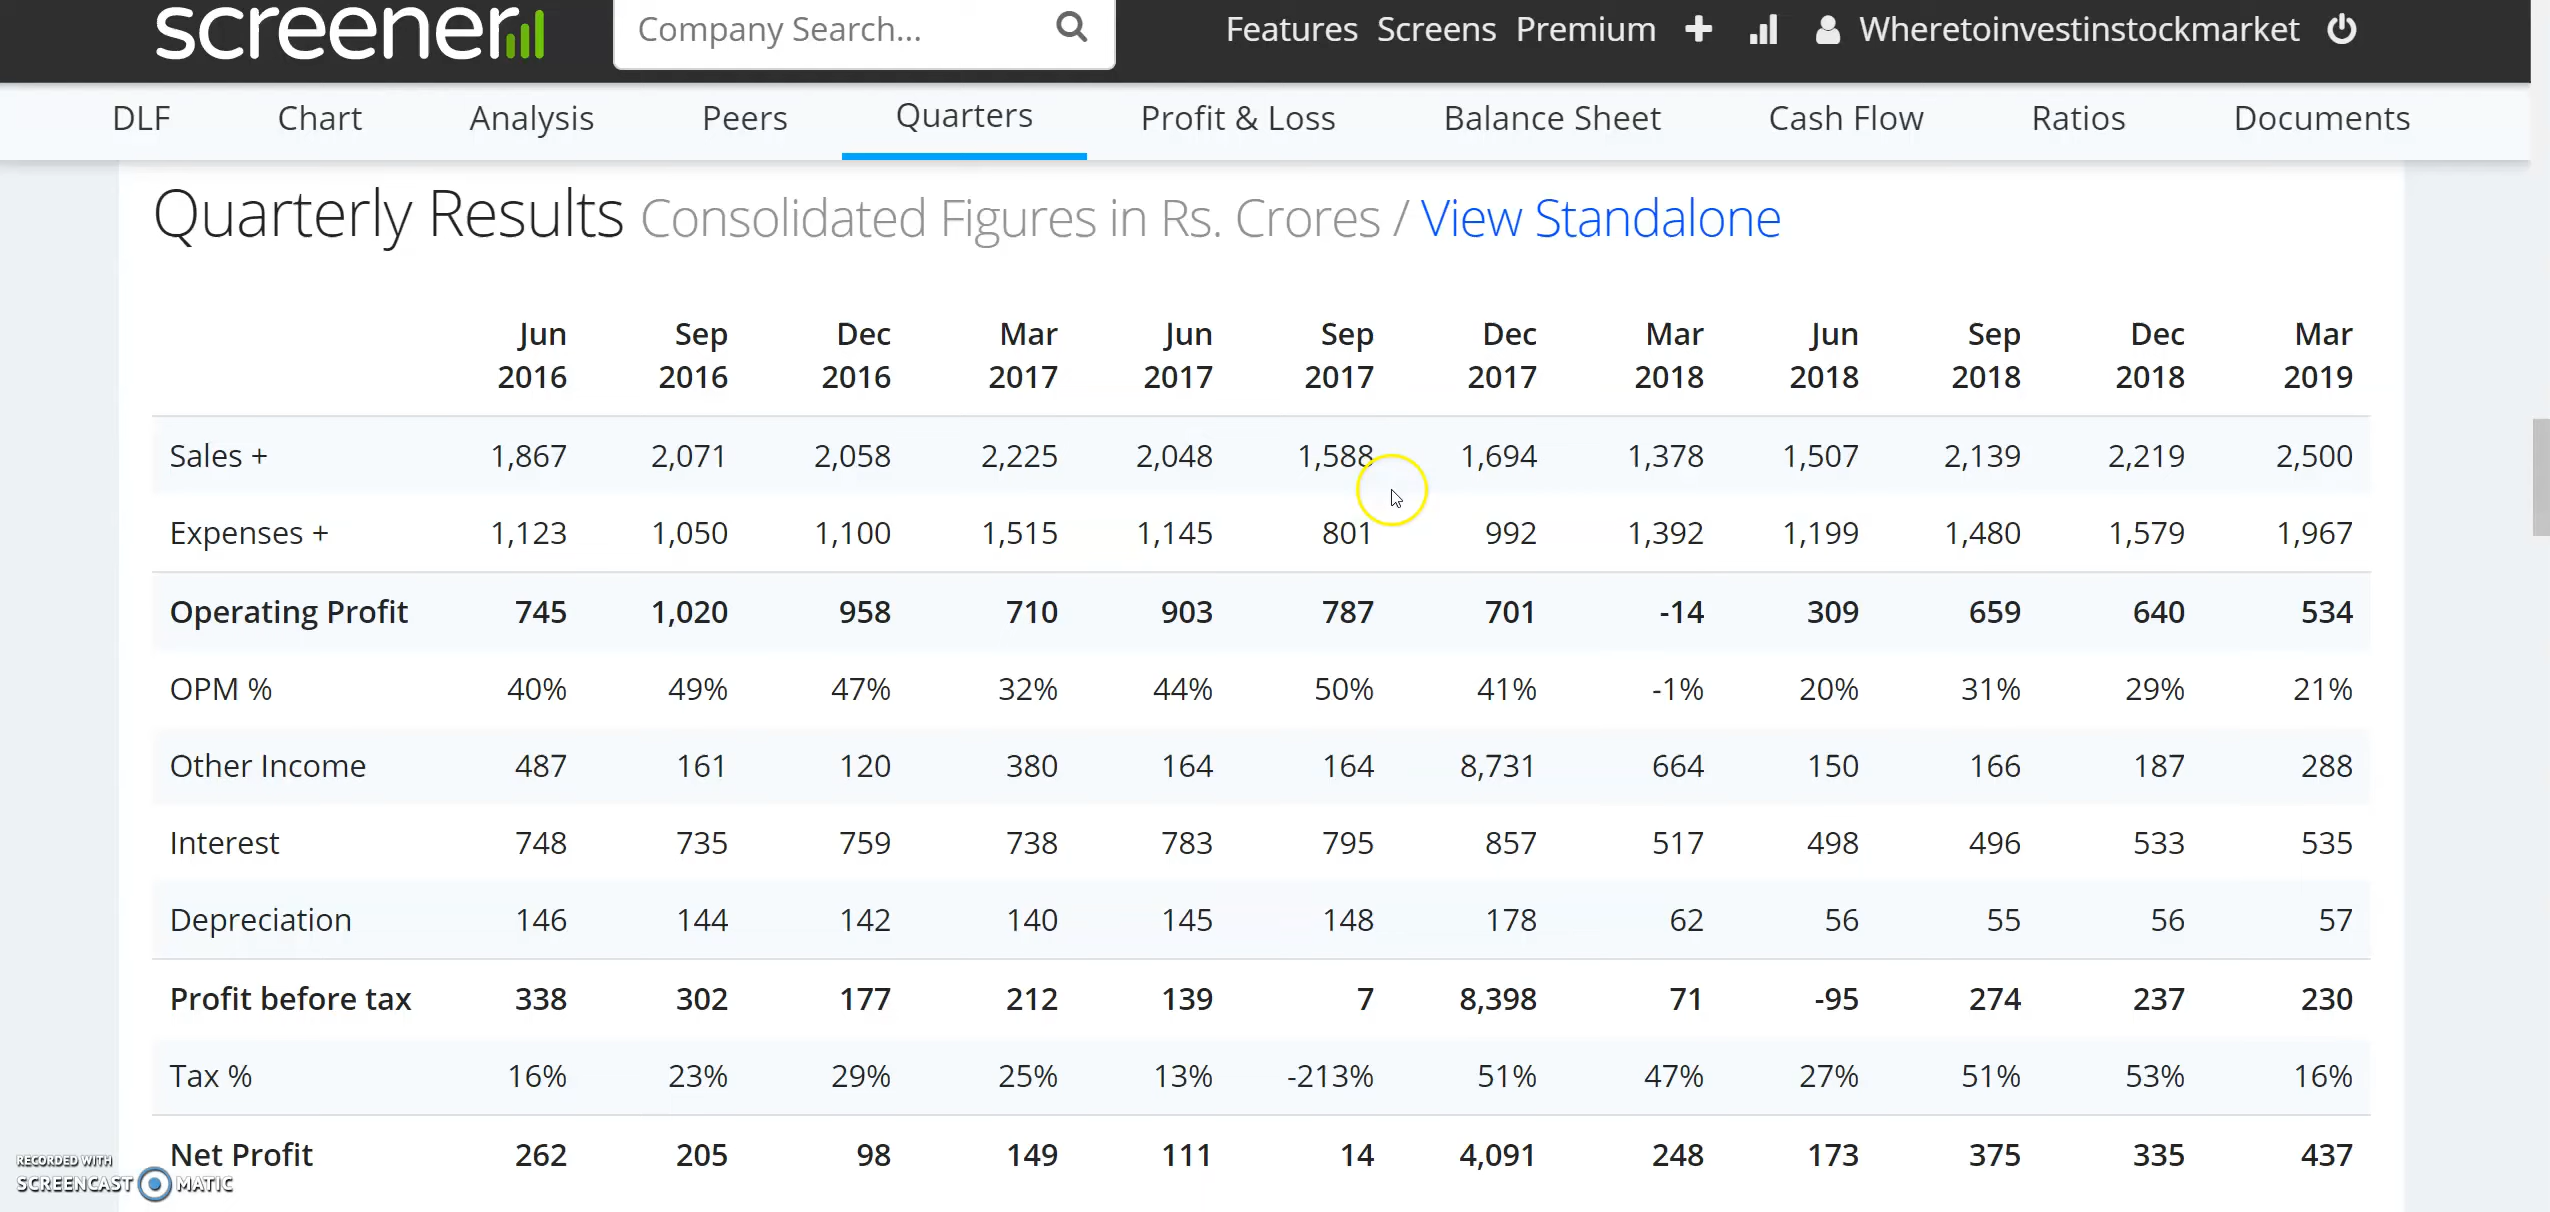 screener
Company Search...
Features Screens Premium + Wheretoinvestinstockmarket
DLF Chart Analysis Peers Quarters Profit & Loss Balance Sheet Cash Flow Ratios Documents
Quarterly Results Consolidated Figures in Rs. Crores / View Standalone
Jun Sep Dec Mar Jun Sep Dec Mar Jun Sep Dec Mar
2016 2016 2016 2017 2017 2017 2017 2018 2018 2018 2018 2019
Sales + 1,867 2,071 2,058 2,225 2,048 1,588 1,694 1,378 1,507 2,139 2,219 2,500
Expenses + 1,123 1,050 1,100 1,515 1,145 801 992 1,392 1,199 1,480 1,579 1,967
Operating Profit 745 1,020 958 710 903 787 701 -14 309 659 640 534
OPM % 40% 49% 47% 32% 44% 50% 41% -1% 20% 31% 29% 21%
Other Income 487 161 120 380 164 164 8,731 664 150 166 187 288
Interest 748 735 759 738 783 795 857 517 498 496 533 535
Depreciation 146 144 142 140 145 148 178 62 56 55 56 57
Profit before tax 338 302 177 212 139 7 8,398 71 -95 274 237 230
Tax % 16% 23% 29% 25% 13% -213% 51% 47% 27% 51% 53% 16%
Net Profit 262 205 98 149 111 14 4,091 248 173 375 335 437
RECORDED WITH
SCREENCAST MATIC